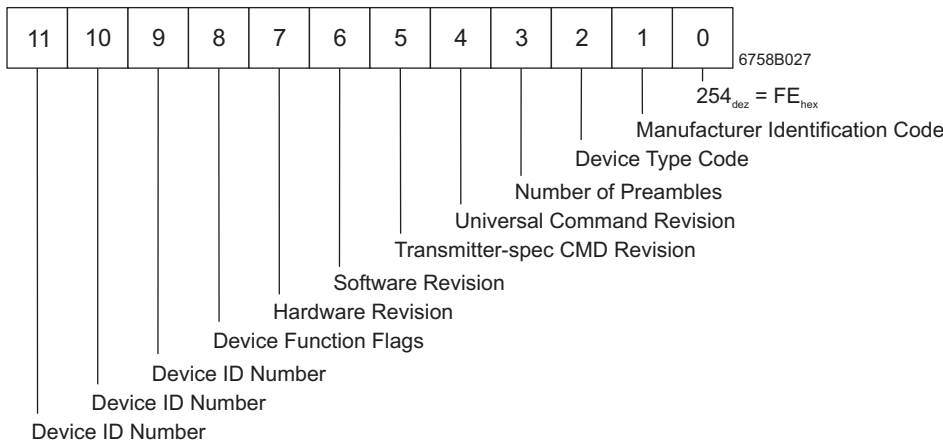 11 10 9 8 7 6 5 4 3 2 1 0
6758B027
254dez = FEhex
Manufacturer Identification Code
Device Type Code
Number of Preambles
Universal Command Revision
Transmitter-spec CMD Revision
Software Revision
Hardware Revision
Device Function Flags
Device ID Number
Device ID Number
Device ID Number